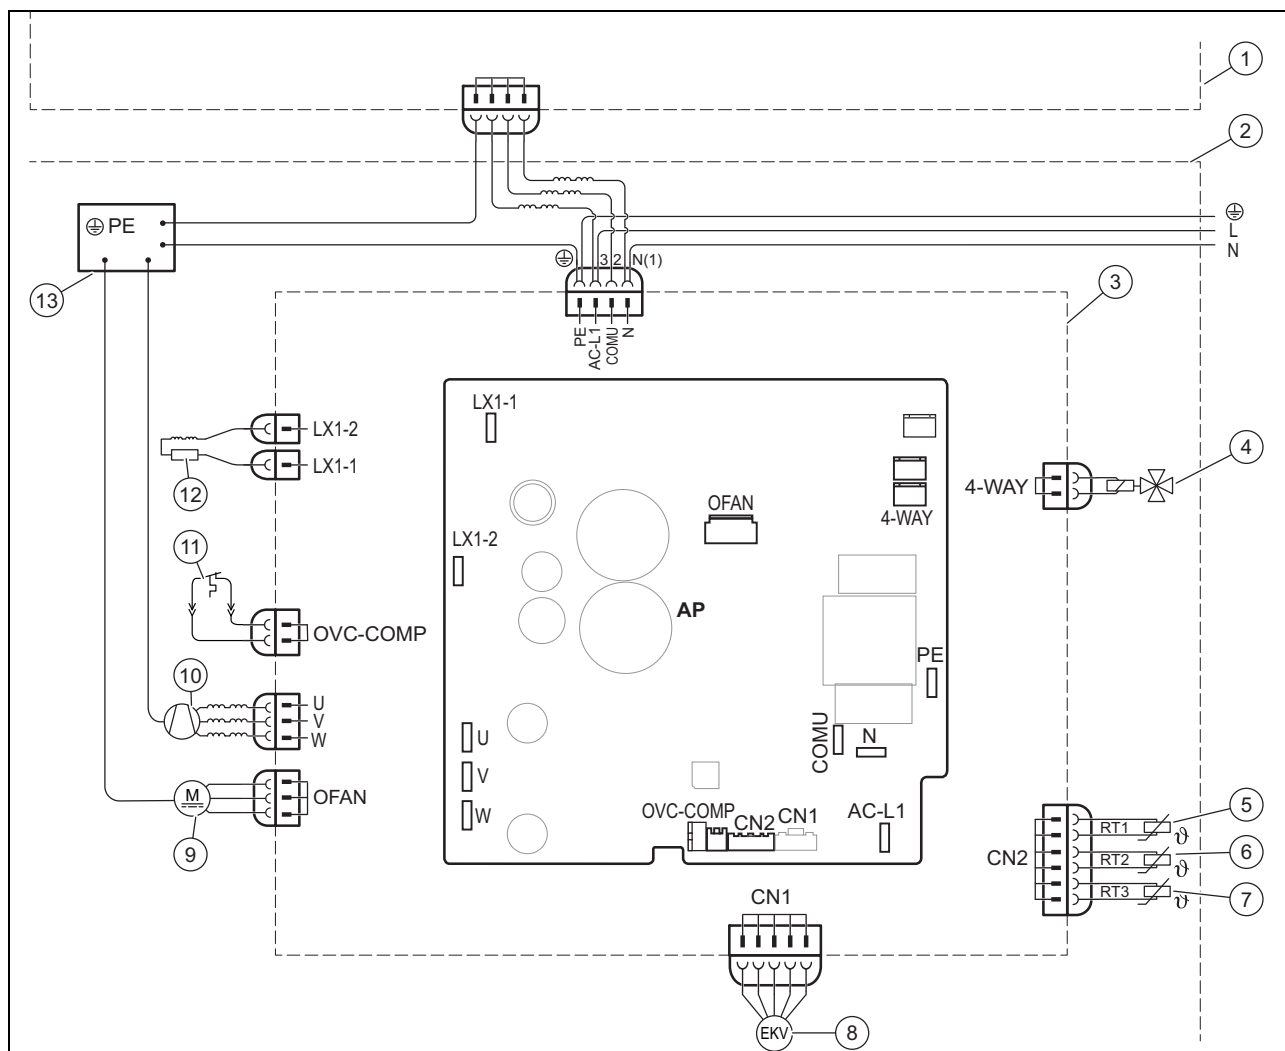 1
2
PE
L
N
3 2 N(1)
13
3
PE
AC-L1
COMU
N
LX1-1
LX1-2
LX1-1
12
4-WAY
4
OFAN
4-WAY
11
LX1-2
AP
OVC-COMP
PE
10
U
V
W
COMU
N
U
V
W
M
OFAN
9
OVC-COMP
CN2
CN1
AC-L1
CN2
RT1
ϑ
5
RT2
ϑ
6
RT3
ϑ
7
CN1
EKV
8